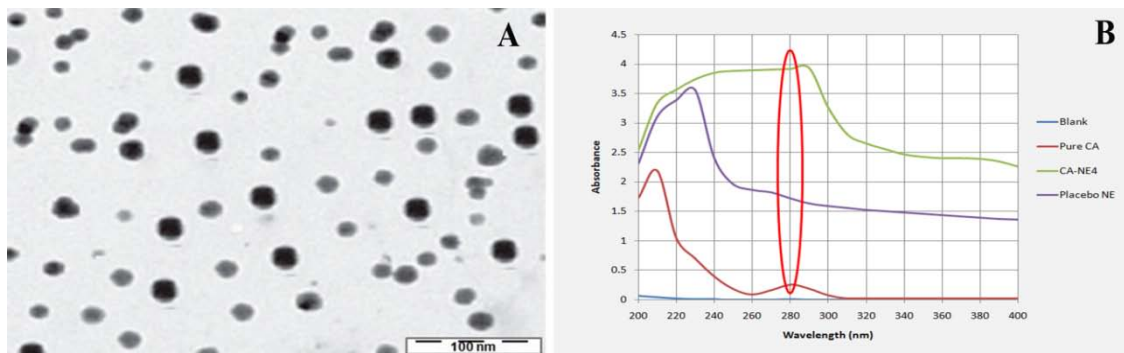 A
100 nm
B
4.5
4
3.5
3
2.5
2
1.5
1
0.5
0
Absorbance
200 220 240 260 280 300 320 340 360 380 400
Wavelength (nm)
Blank
Pure CA
CA-NE4
Placebo NE